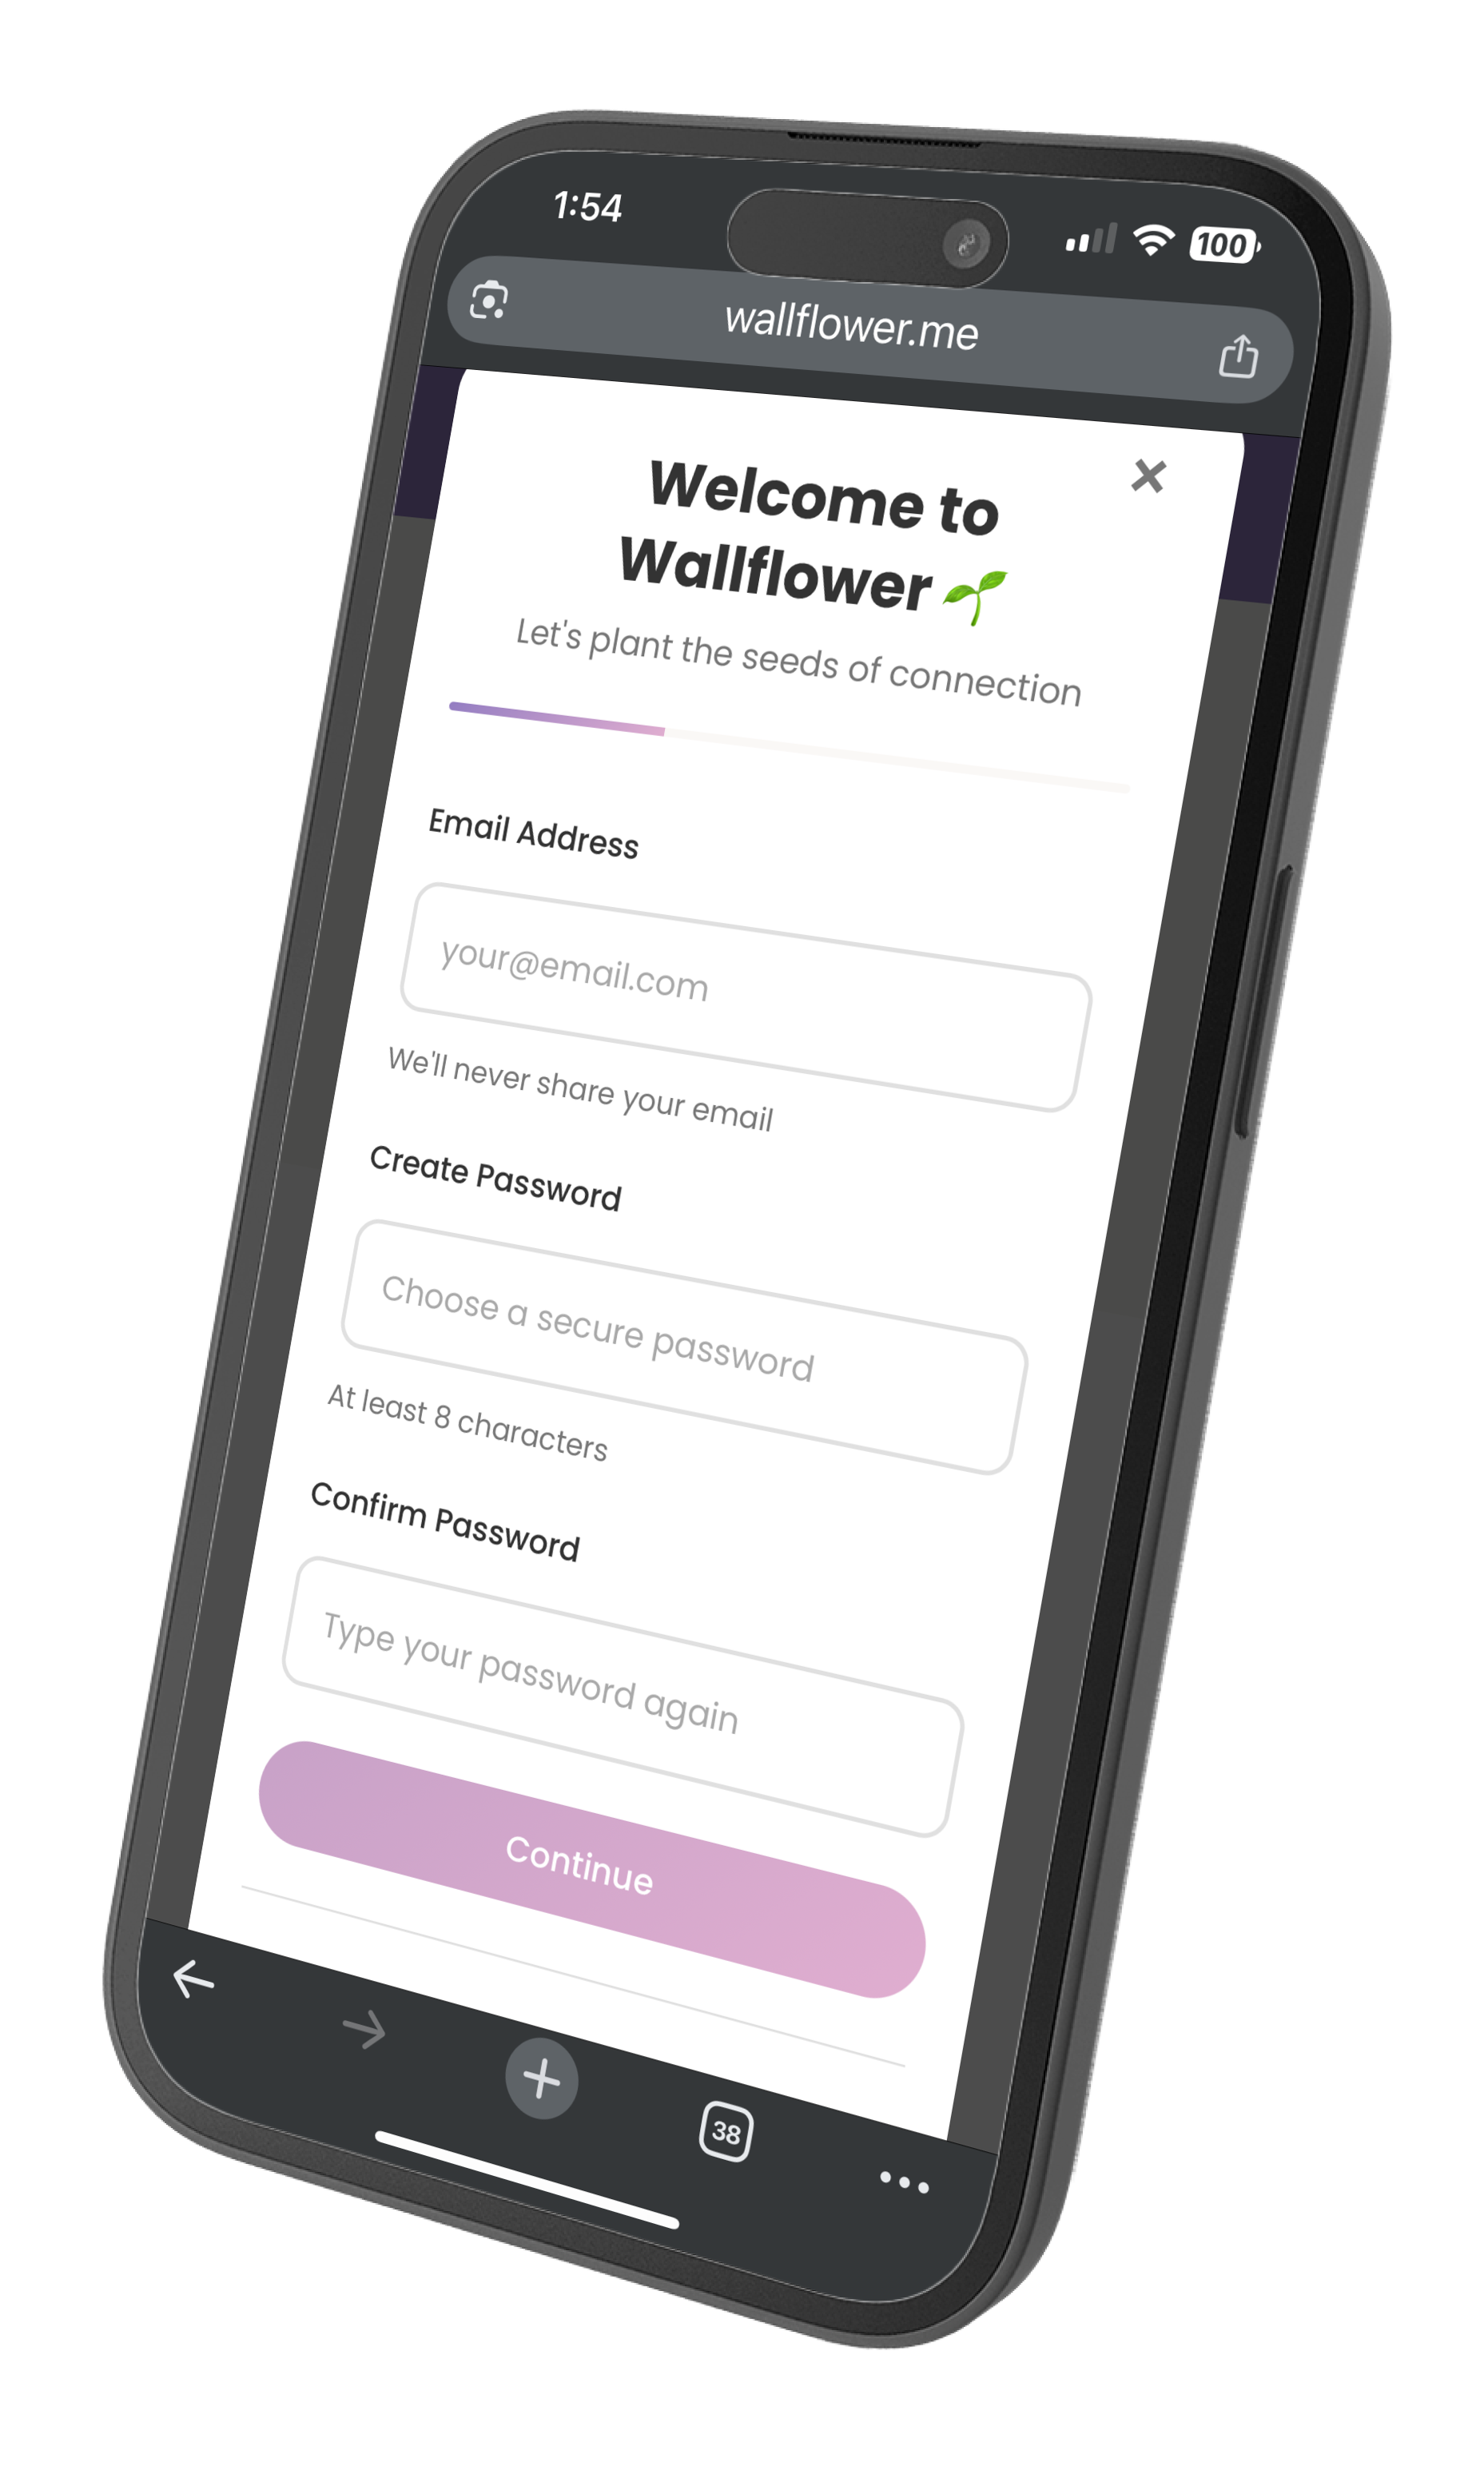 1:54
100
wallflower.me
Welcome to
Wallflower
Let's plant the seeds of connection
Email Address
your@email.com
We'll never share your email
Create Password
Choose a secure password
At least 8 characters
Confirm Password
Type your password again
Continue
38